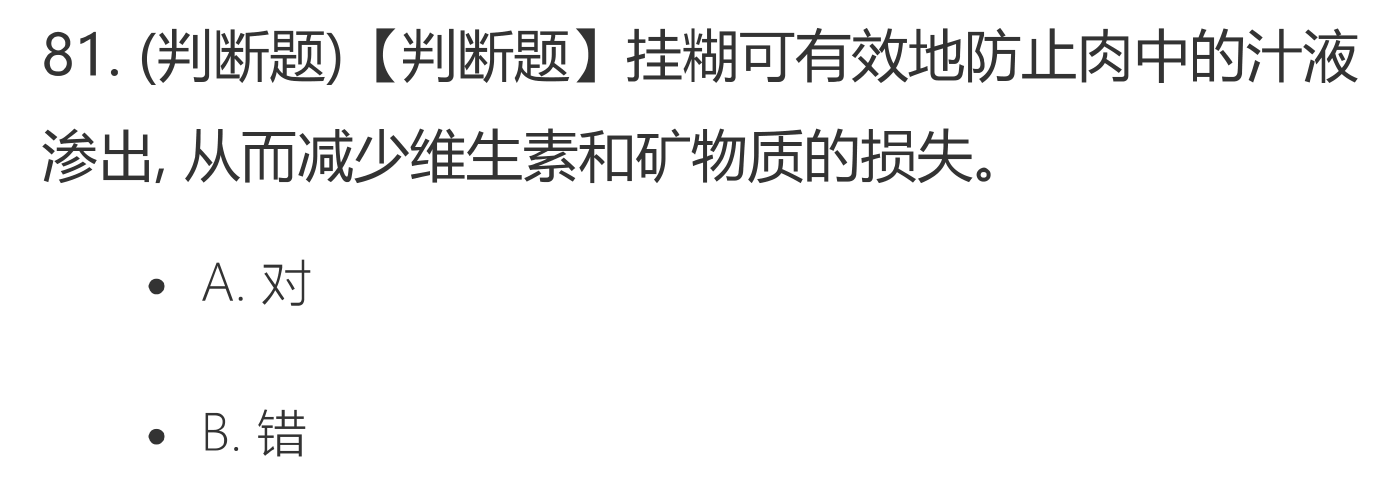 81. (判断题)【判断题】挂糊可有效地防止肉中的汁液
渗出, 从而减少维生素和矿物质的损失。
• A. 对
• B. 错